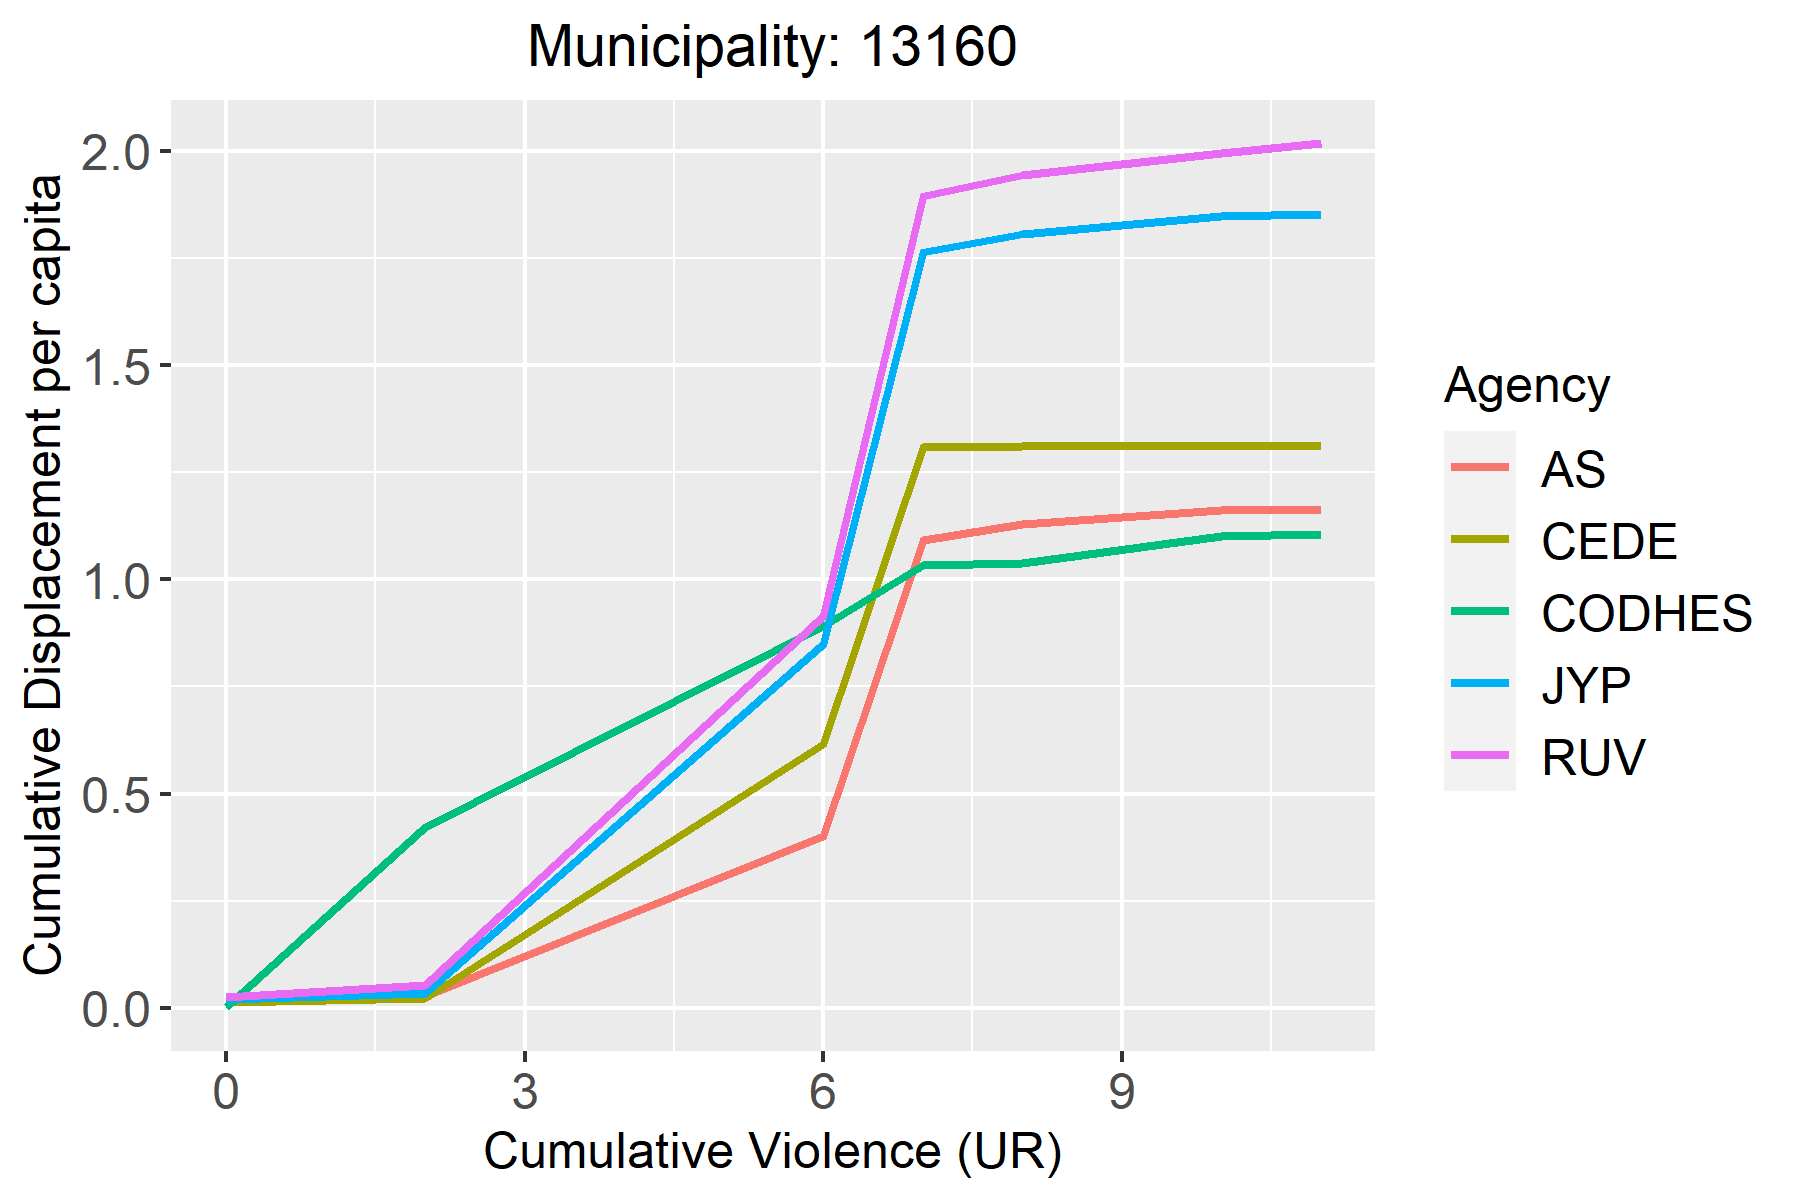 Municipality: 13160
Cumulative Displacement per capita
2.0
1.5
1.0
0.5
0.0
0
3
6
9
Cumulative Violence (UR)
Agency
AS
CEDE
CODHES
JYP
RUV